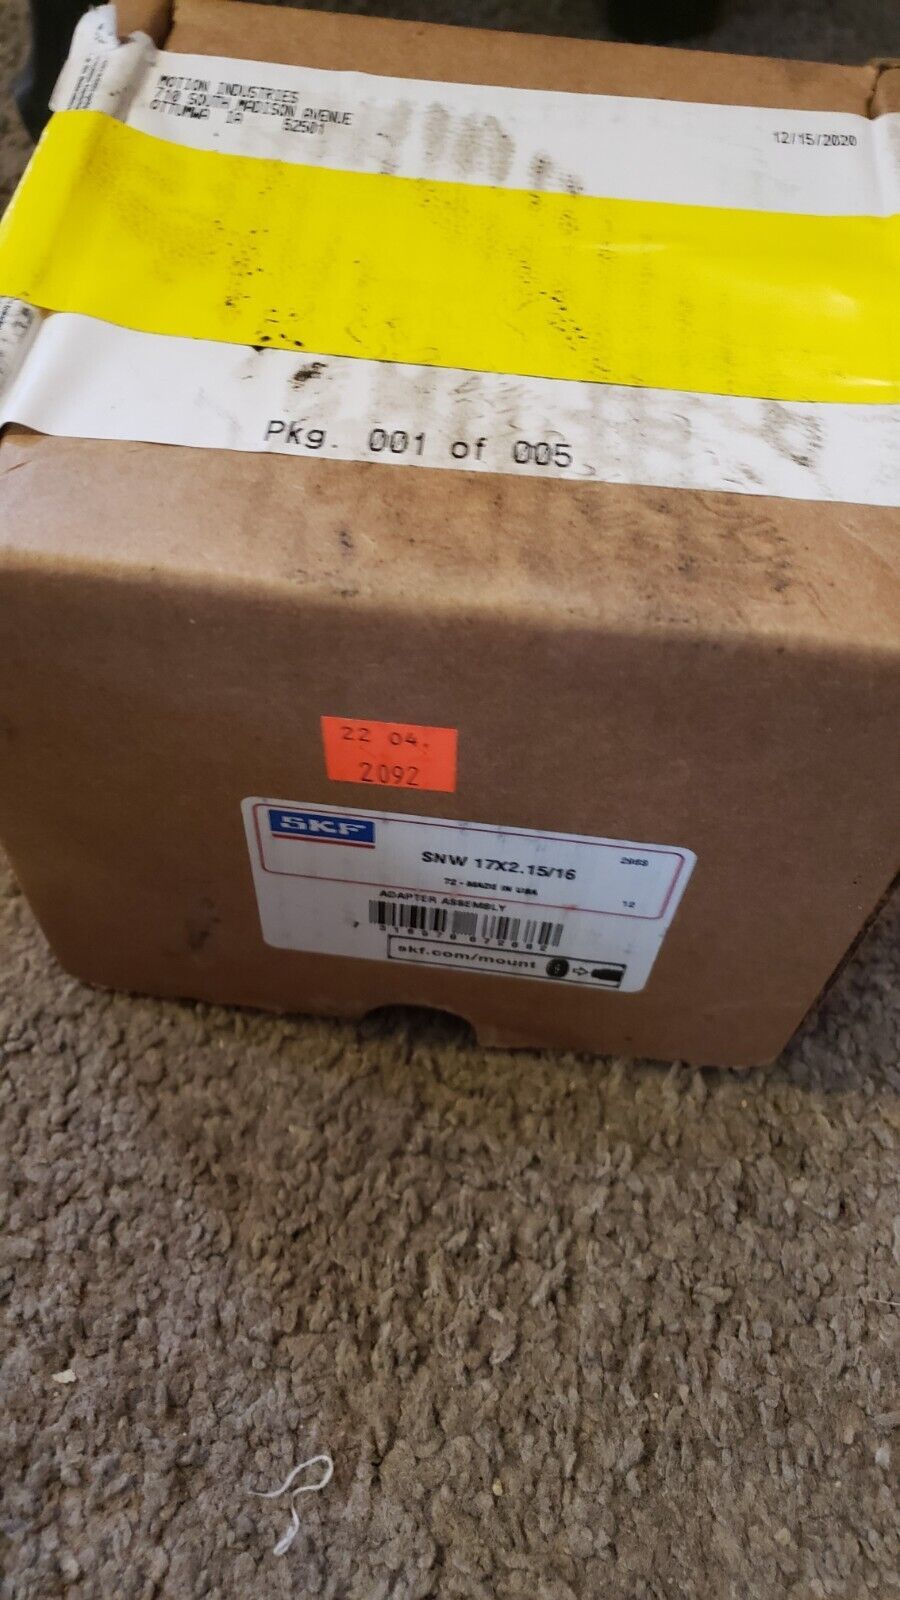 MOTION INDUSTRIES
710 SOUTH MADISON AVENUE
OTTUMWA IA 52501
12/15/2020
Pkg. 001 of 005
22 04.
2092
SKF
SNW 17X2.15/16
72 - MADE IN USA
12
ADAPTER ASSEMBLY
skf.com/mount